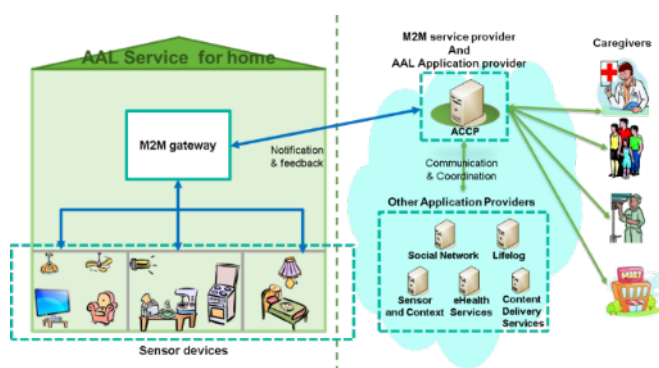 AAL Service for home
M2M gateway
Notification
& feedback
Sensor devices
M2M service provider
And
AAL Application provider
ACCP
Communication
& Coordination
Other Application Providers
Social Network
Lifelog
Sensor
and Context
eHealth
Services
Content
Delivery
Services
Caregivers